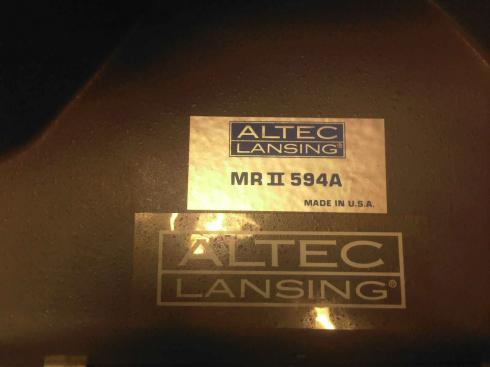 ALTEC
LANSING®
MR II 594A
MADE IN U.S.A.
ALTEC
LANSING®